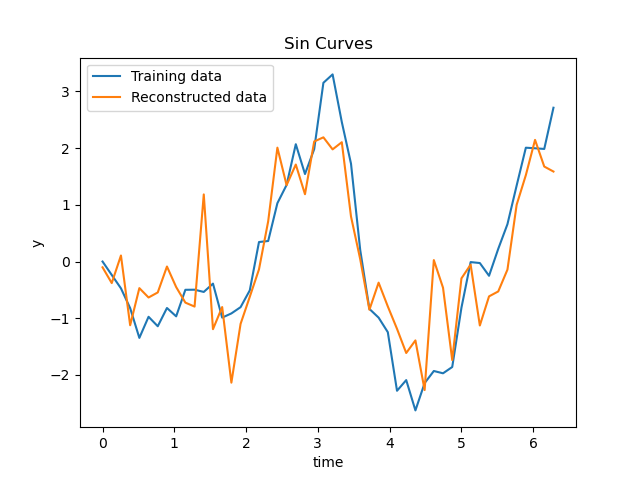 Sin Curves
Training data
Reconstructed data
3
2
1
0
−1
−2
y
0 1 2 3 4 5 6
time